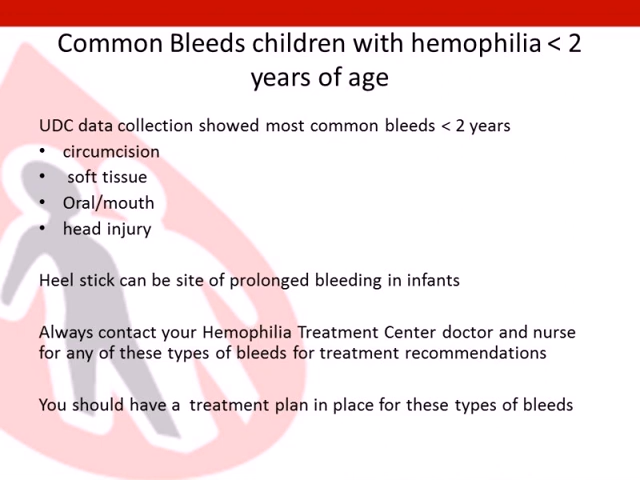 Common Bleeds children with hemophilia < 2
years of age
UDC data collection showed most common bleeds < 2 years
• circumcision
• soft tissue
• Oral/mouth
• head injury
Heel stick can be site of prolonged bleeding in infants
Always contact your Hemophilia Treatment Center doctor and nurse
for any of these types of bleeds for treatment recommendations
You should have a treatment plan in place for these types of bleeds